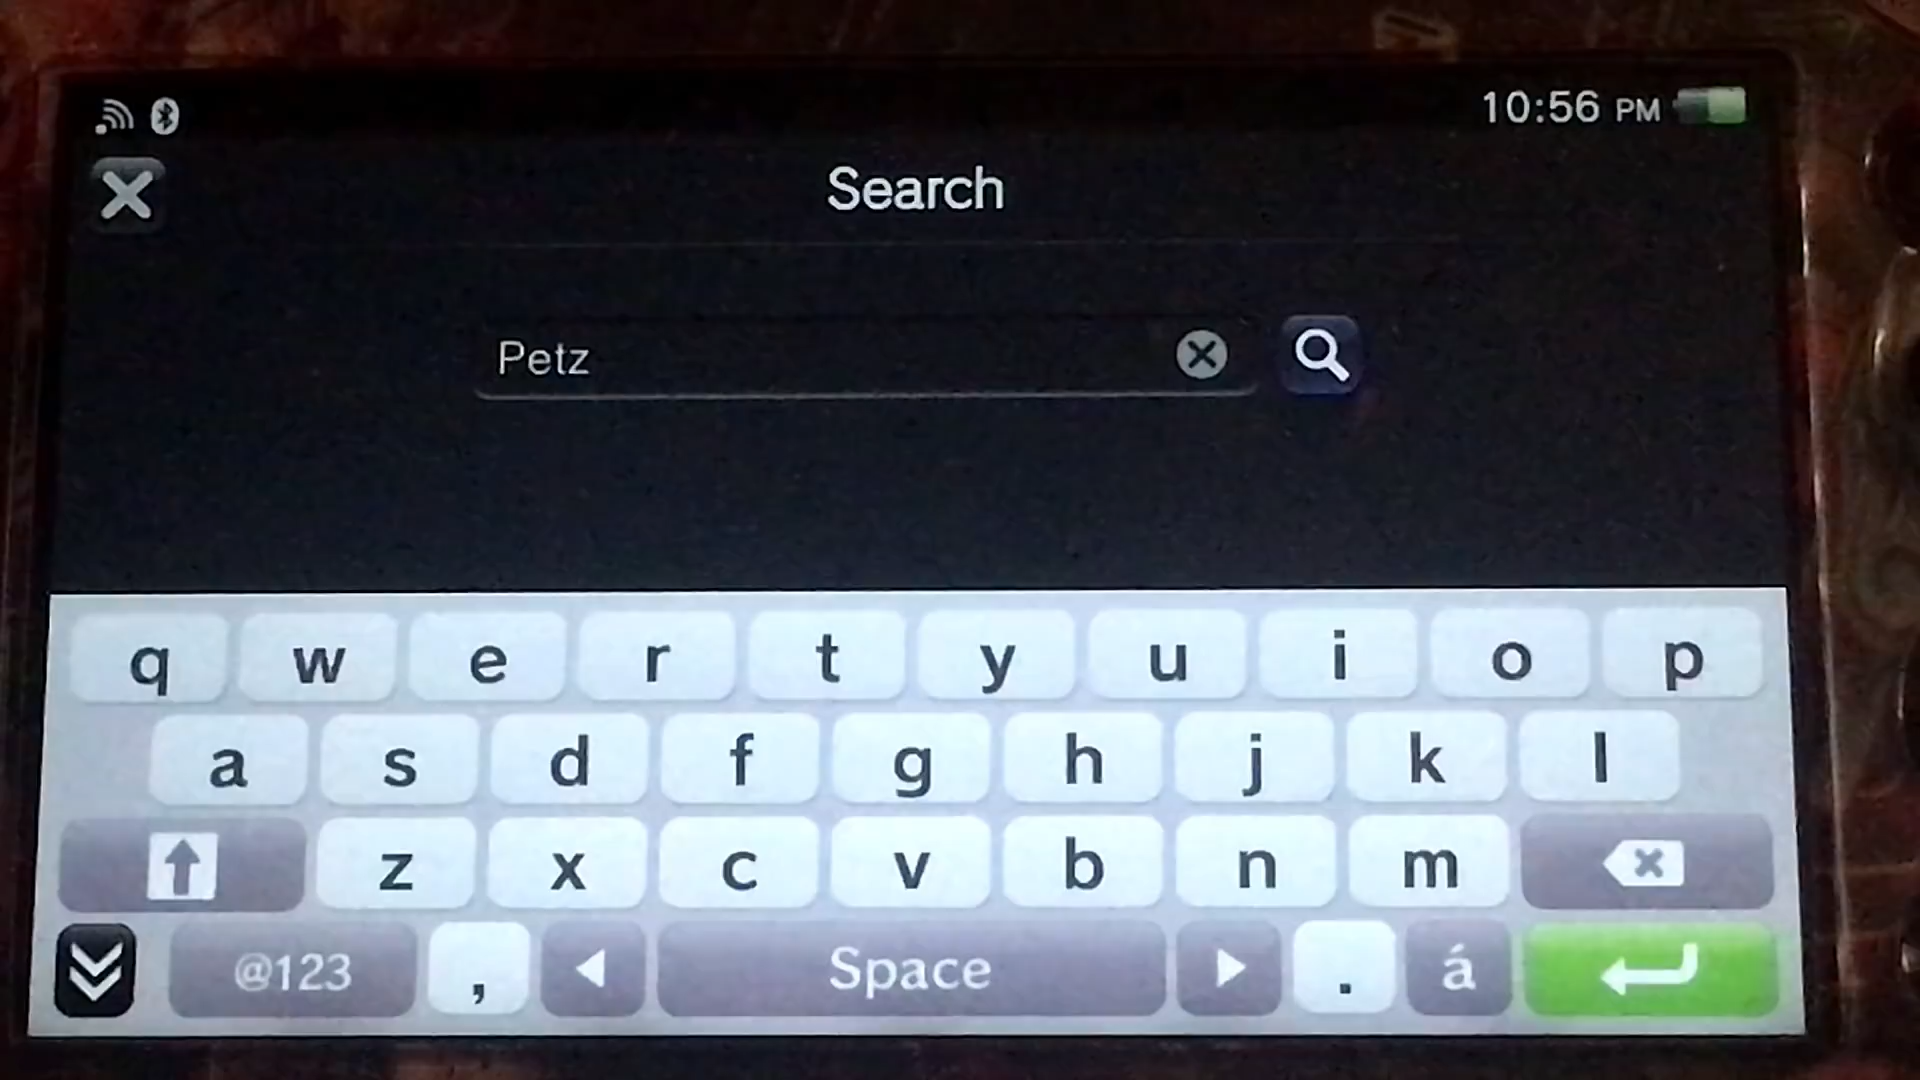 10:56 PM
Search
Petz
q w e r t y u i o p
a s d f g h j k l
z x c v b n m
@123 , Space . á